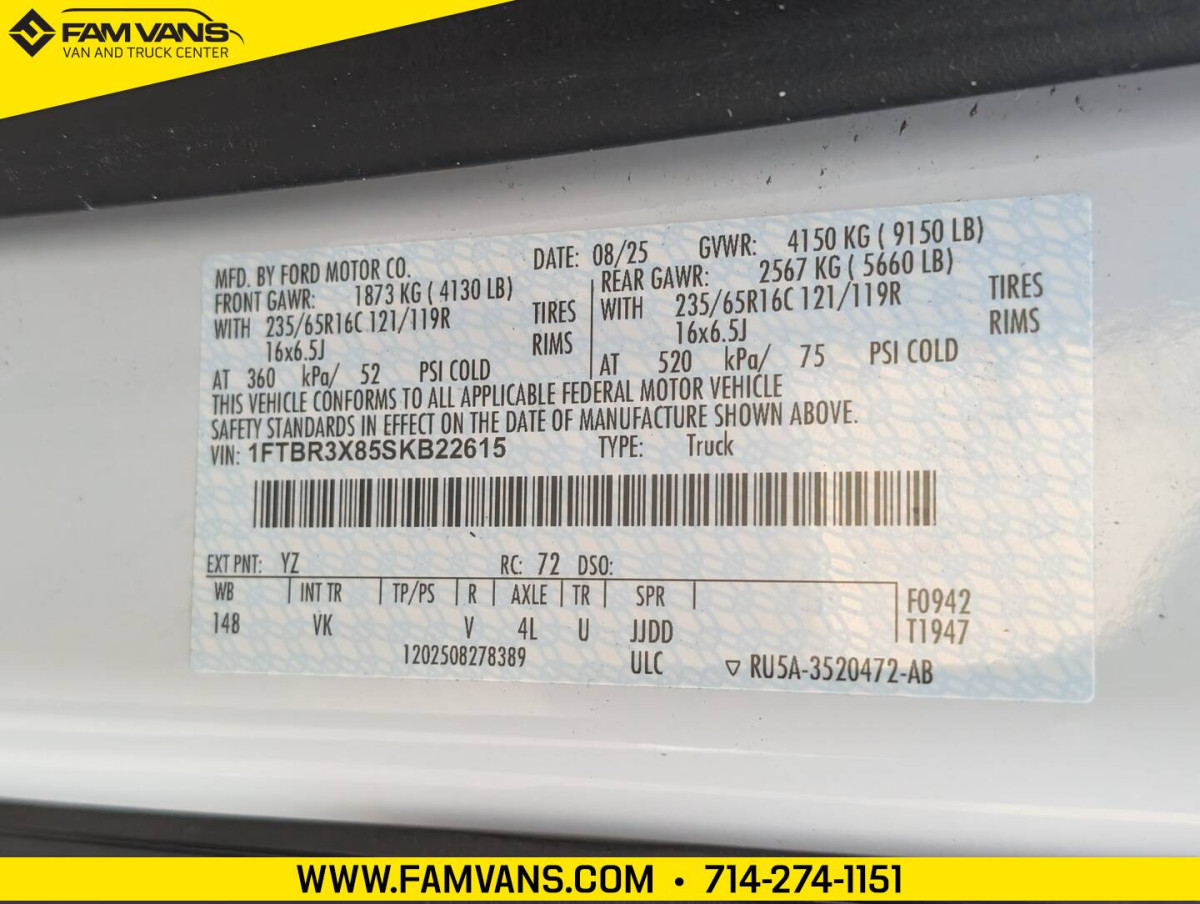 FAM VANS
VAN AND TRUCK CENTER
MFD. BY FORD MOTOR CO. DATE: 08/25 GVWR: 4150 KG ( 9150 LB)
FRONT GAWR: 1873 KG ( 4130 LB) REAR GAWR: 2567 KG ( 5660 LB)
WITH 235/65R16C 121/119R TIRES WITH 235/65R16C 121/119R TIRES
16x6.5J RIMS 16x6.5J RIMS
AT 360 kPa/ 52 PSI COLD AT 520 kPa/ 75 PSI COLD
THIS VEHICLE CONFORMS TO ALL APPLICABLE FEDERAL MOTOR VEHICLE
SAFETY STANDARDS IN EFFECT ON THE DATE OF MANUFACTURE SHOWN ABOVE.
VIN: 1FTBR3X85SKB22615 TYPE: Truck
EXT PNT: YZ RC: 72 DSO:
WB INT TR TP/PS R AXLE TR SPR F0942
148 VK V 4L U JJDD T1947
1202508278389 ULC ▽ RU5A-3520472-AB
WWW.FAMVANS.COM • 714-274-1151